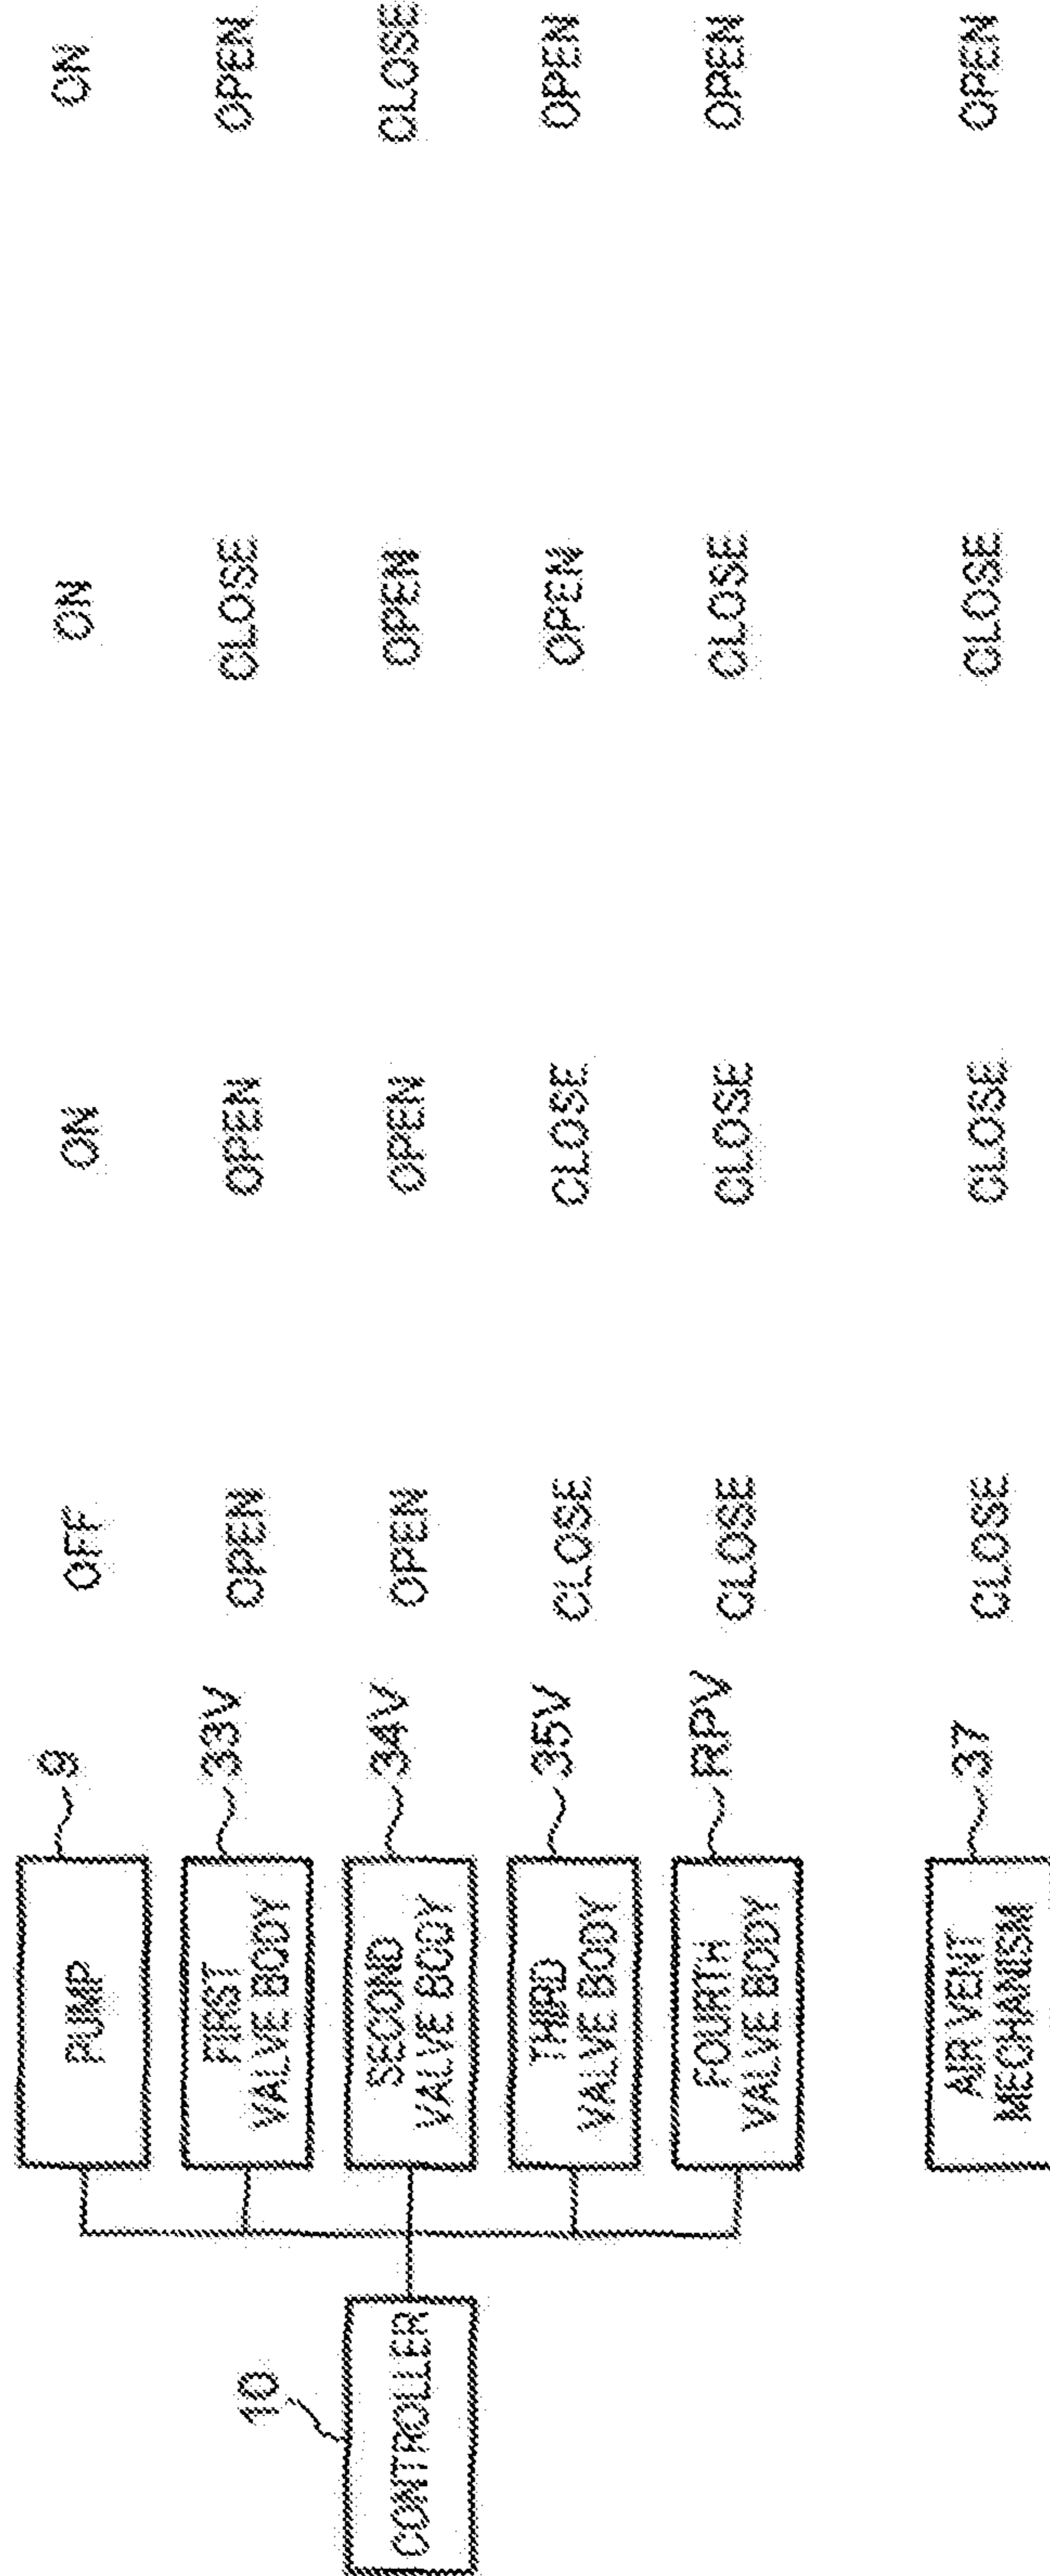 10
CONTROLLER
PUMP
9
OFF
ON
ON
ON
FIRST
VALVE BODY
33V
OPEN
OPEN
CLOSE
OPEN
SECOND
VALVE BODY
34V
OPEN
OPEN
OPEN
CLOSE
THIRD
VALVE BODY
35V
CLOSE
CLOSE
OPEN
OPEN
FOURTH
VALVE BODY
RPV
CLOSE
CLOSE
CLOSE
OPEN
AIR VENT
MECHANISM
37
CLOSE
CLOSE
CLOSE
OPEN